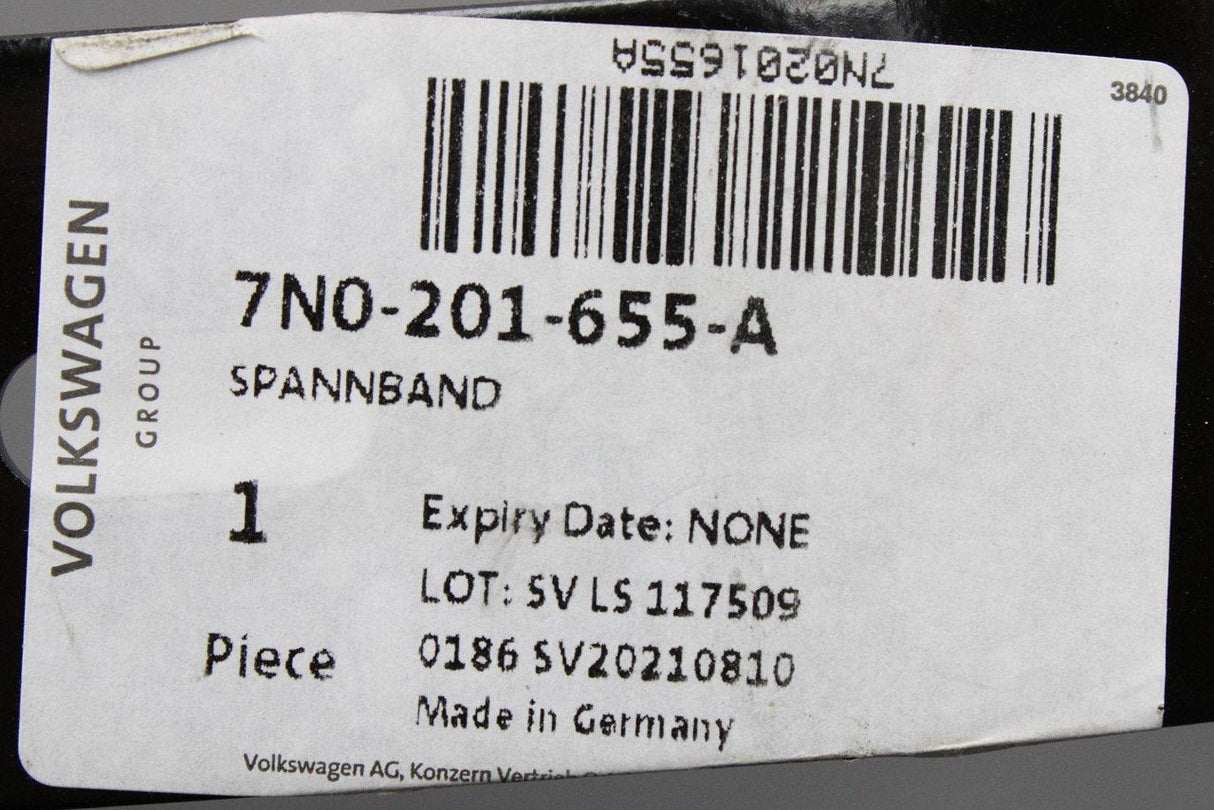 7N0201655A
3840
VOLKSWAGEN
GROUP
7N0-201-655-A
SPANNBAND
1
Expiry Date: NONE
LOT: SV LS 117509
Piece
0186 SV20210810
Made in Germany
Volkswagen AG, Konzern